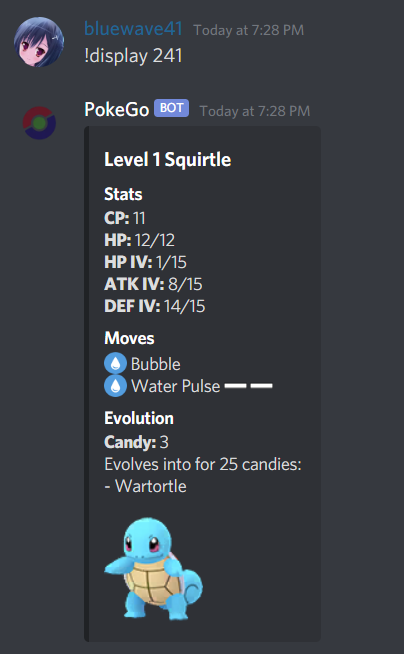 bluewave41 Today at 7:28 PM
!display 241
PokeGo BOT Today at 7:28 PM
Level 1 Squirtle
Stats
CP: 11
HP: 12/12
HP IV: 1/15
ATK IV: 8/15
DEF IV: 14/15
Moves
Bubble
Water Pulse
Evolution
Candy: 3
Evolves into for 25 candies:
- Wartortle